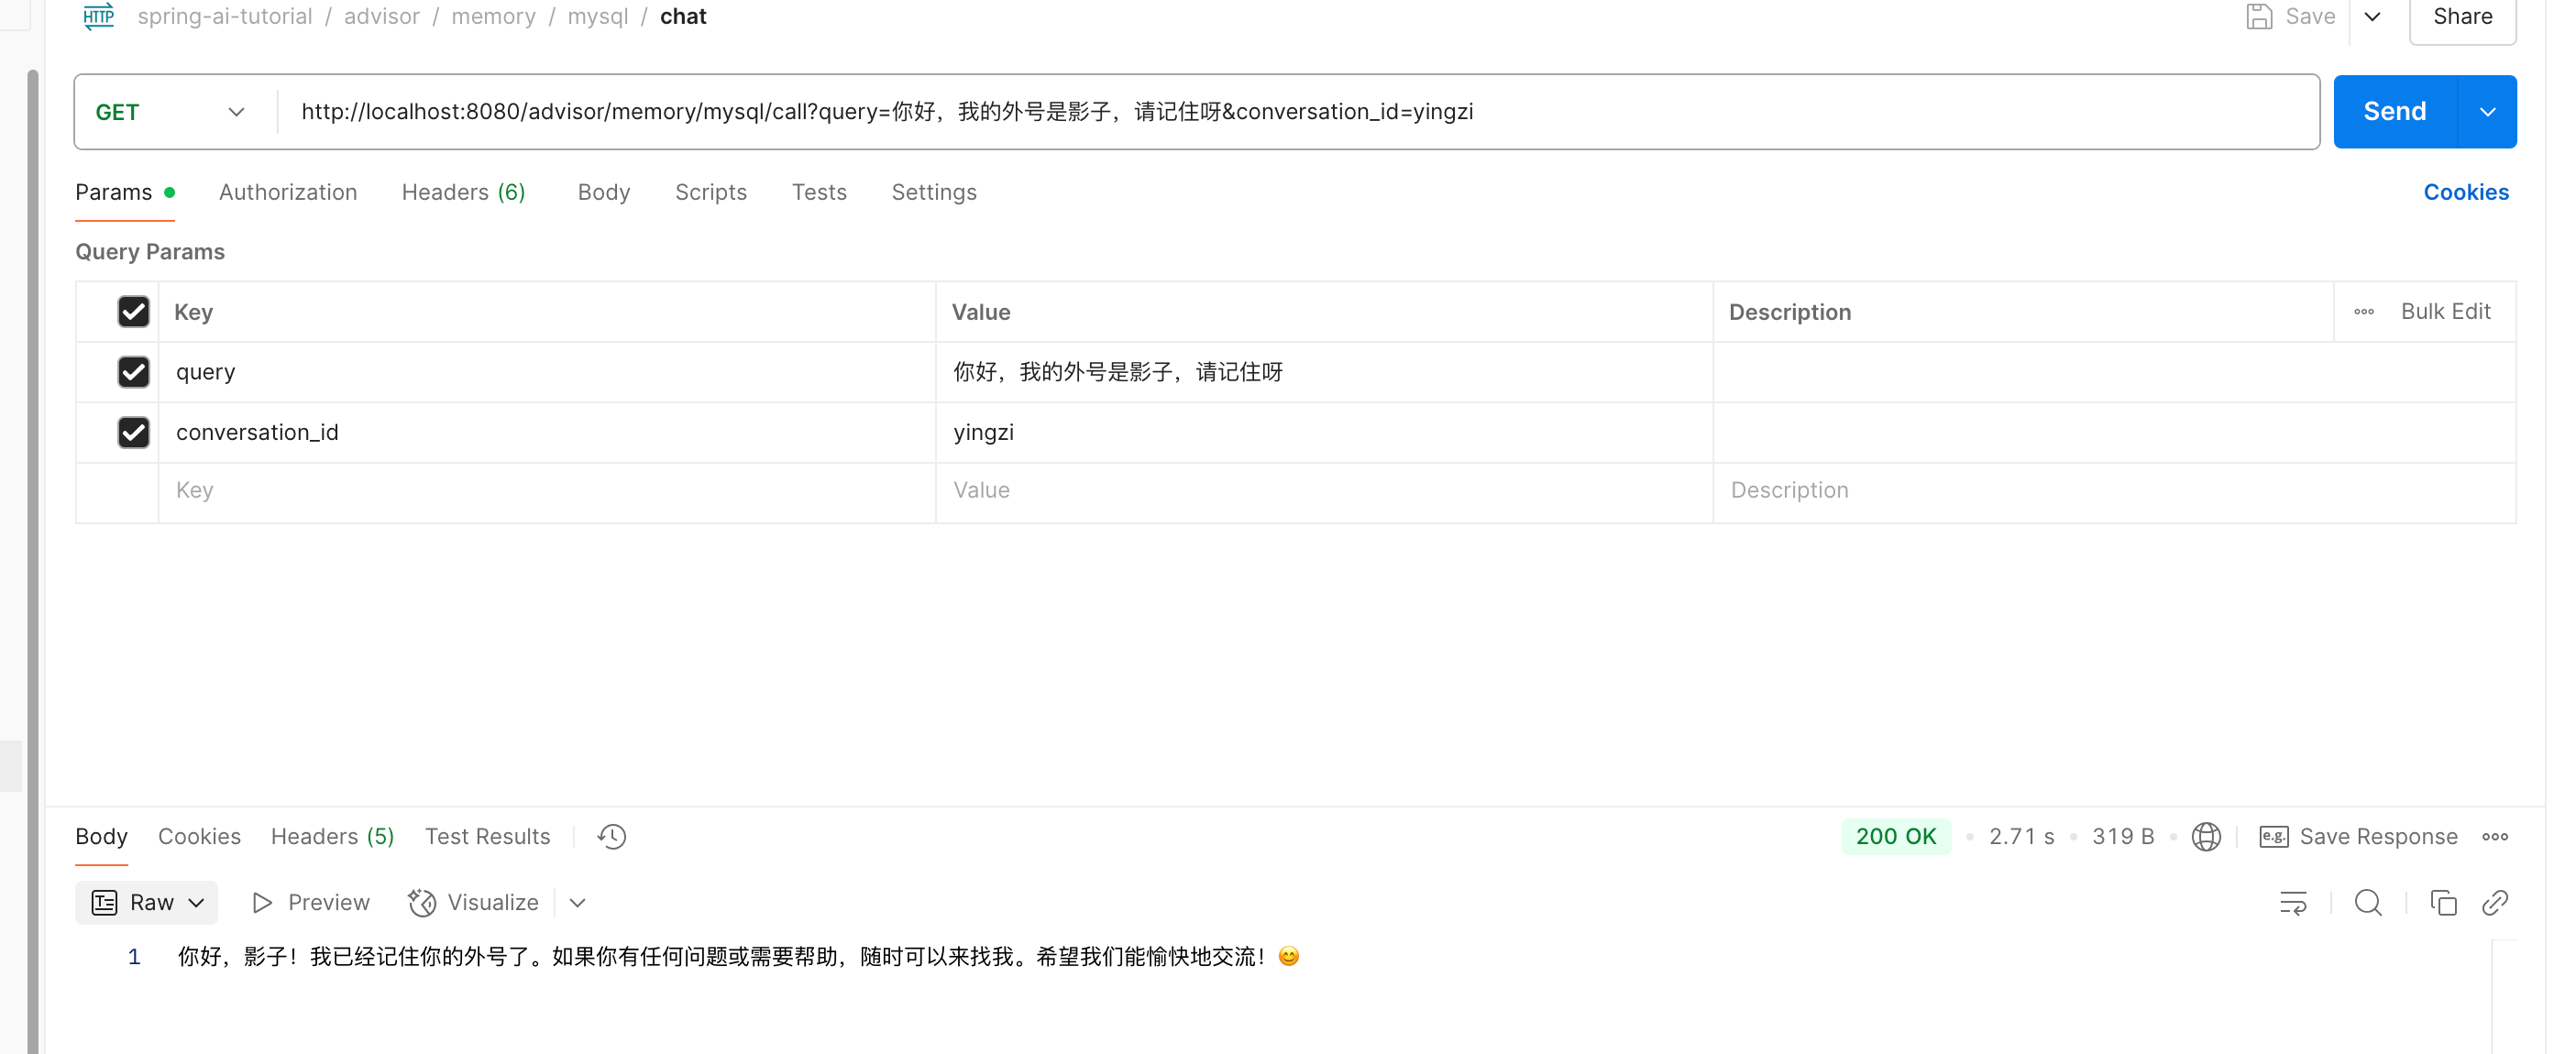 HTTP spring-ai-tutorial / advisor / memory / mysql / chat Save Share
GET http://localhost:8080/advisor/memory/mysql/call?query=你好，我的外号是影子，请记住呀&conversation_id=yingzi Send
Params Authorization Headers (6) Body Scripts Tests Settings Cookies
Query Params
Key Value Description Bulk Edit
query 你好，我的外号是影子，请记住呀
conversation_id yingzi
Key Value Description
Body Cookies Headers (5) Test Results 200 OK 2.71 s 319 B e.g. Save Response
Raw Preview Visualize
1 你好，影子！我已经记住你的外号了。如果你有任何问题或需要帮助，随时可以来找我。希望我们能愉快地交流！😊